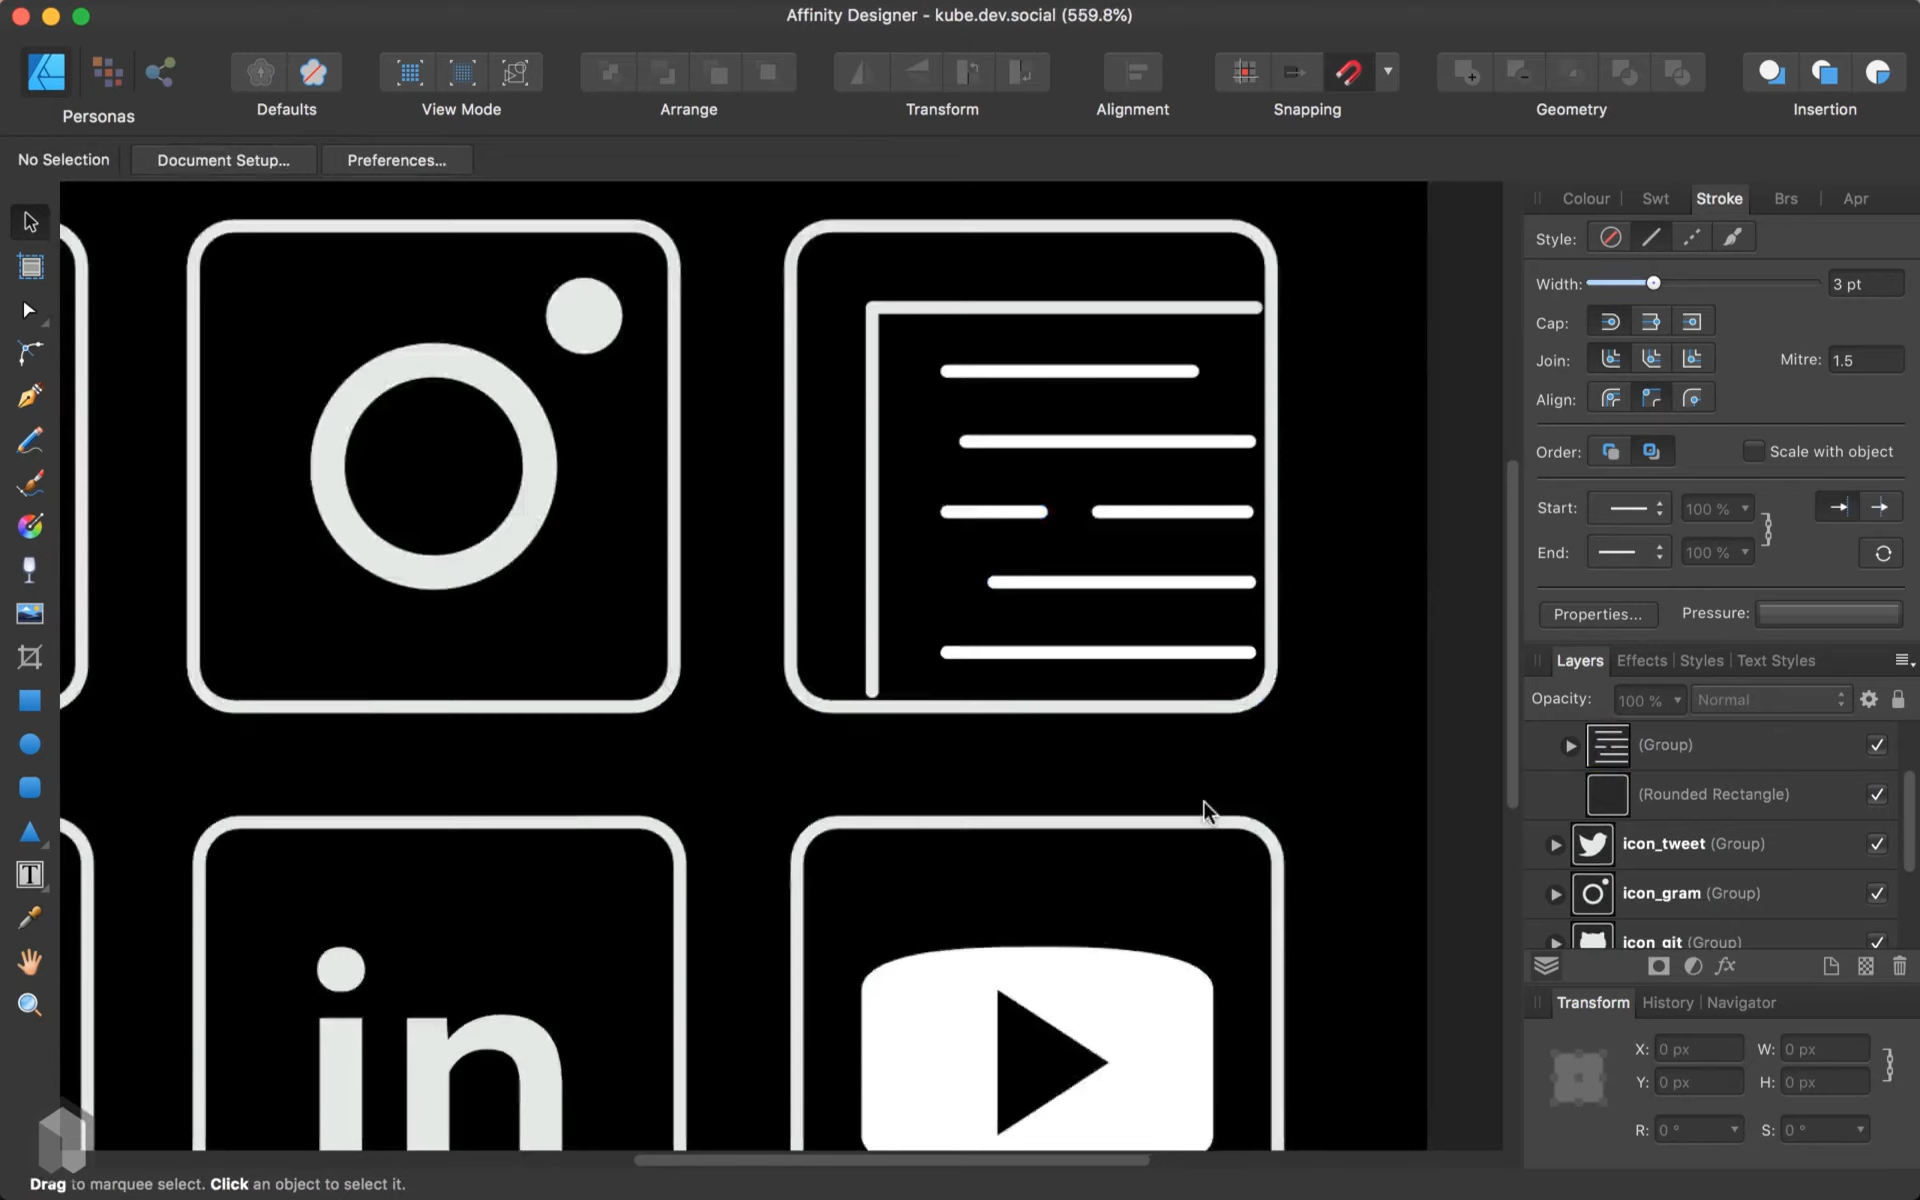 Affinity Designer - kube.dev.social (559.8%)
Personas
Defaults
View Mode
Arrange
Transform
Alignment
Snapping
Geometry
Insertion
No Selection
Document Setup...
Preferences...
Colour
Swt
Stroke
Brs
Apr
Style:
Width:
3 pt
Cap:
Join:
Mitre:
1.5
Align:
Order:
Scale with object
Start:
100 %
End:
100 %
Properties...
Pressure:
Layers
Effects
Styles
Text Styles
Opacity:
100 %
Normal
(Group)
(Rounded Rectangle)
icon_tweet (Group)
icon_gram (Group)
icon_git (Group)
fx
Transform
History
Navigator
X: 0 px
W: 0 px
Y: 0 px
H: 0 px
R: 0 °
S: 0 °
T
in
Drag to marquee select. Click an object to select it.